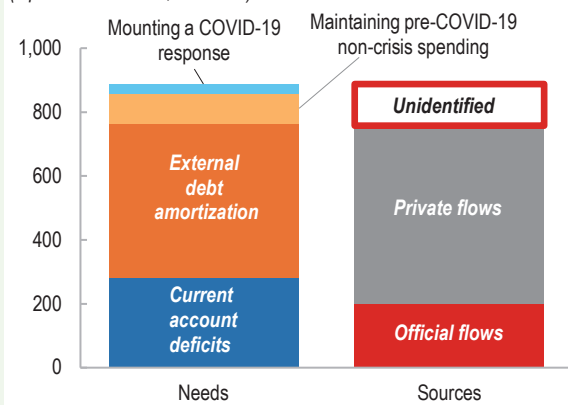 Mounting a COVID-19
response
Maintaining pre-COVID-19
non-crisis spending
1,000
800
600
400
200
0
External
debt
amortization
Current
account
deficits
Unidentified
Private flows
Official flows
Needs
Sources